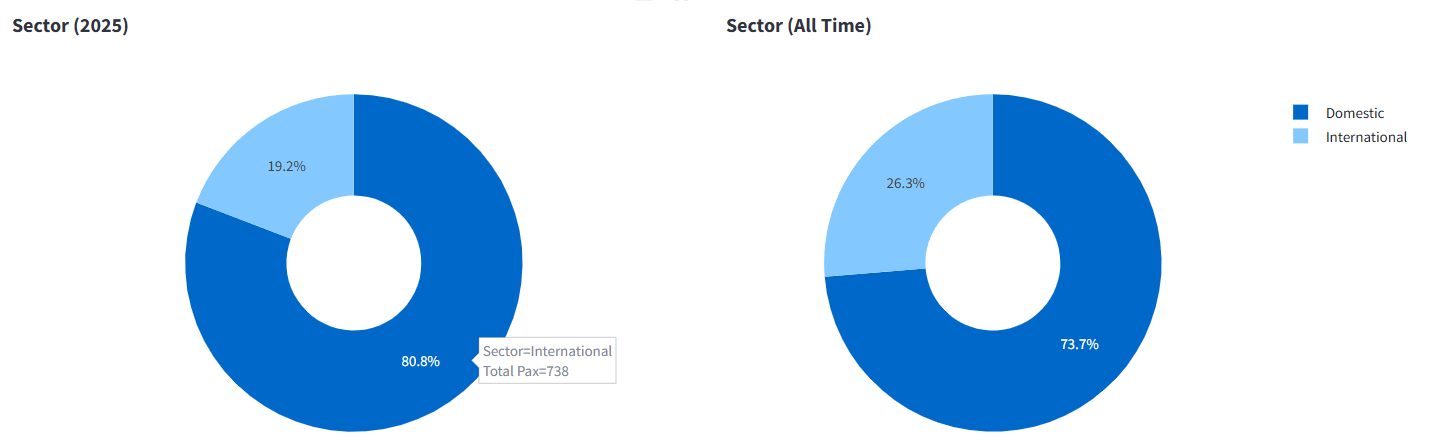 Sector (2025)
Sector (All Time)
Domestic
International
19.2%
26.3%
80.8%
73.7%
Sector=International
Total Pax=738